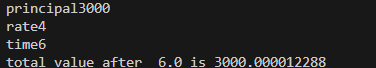 principal3000
rate4
time6
total value after  6.0 is 3000.000012288